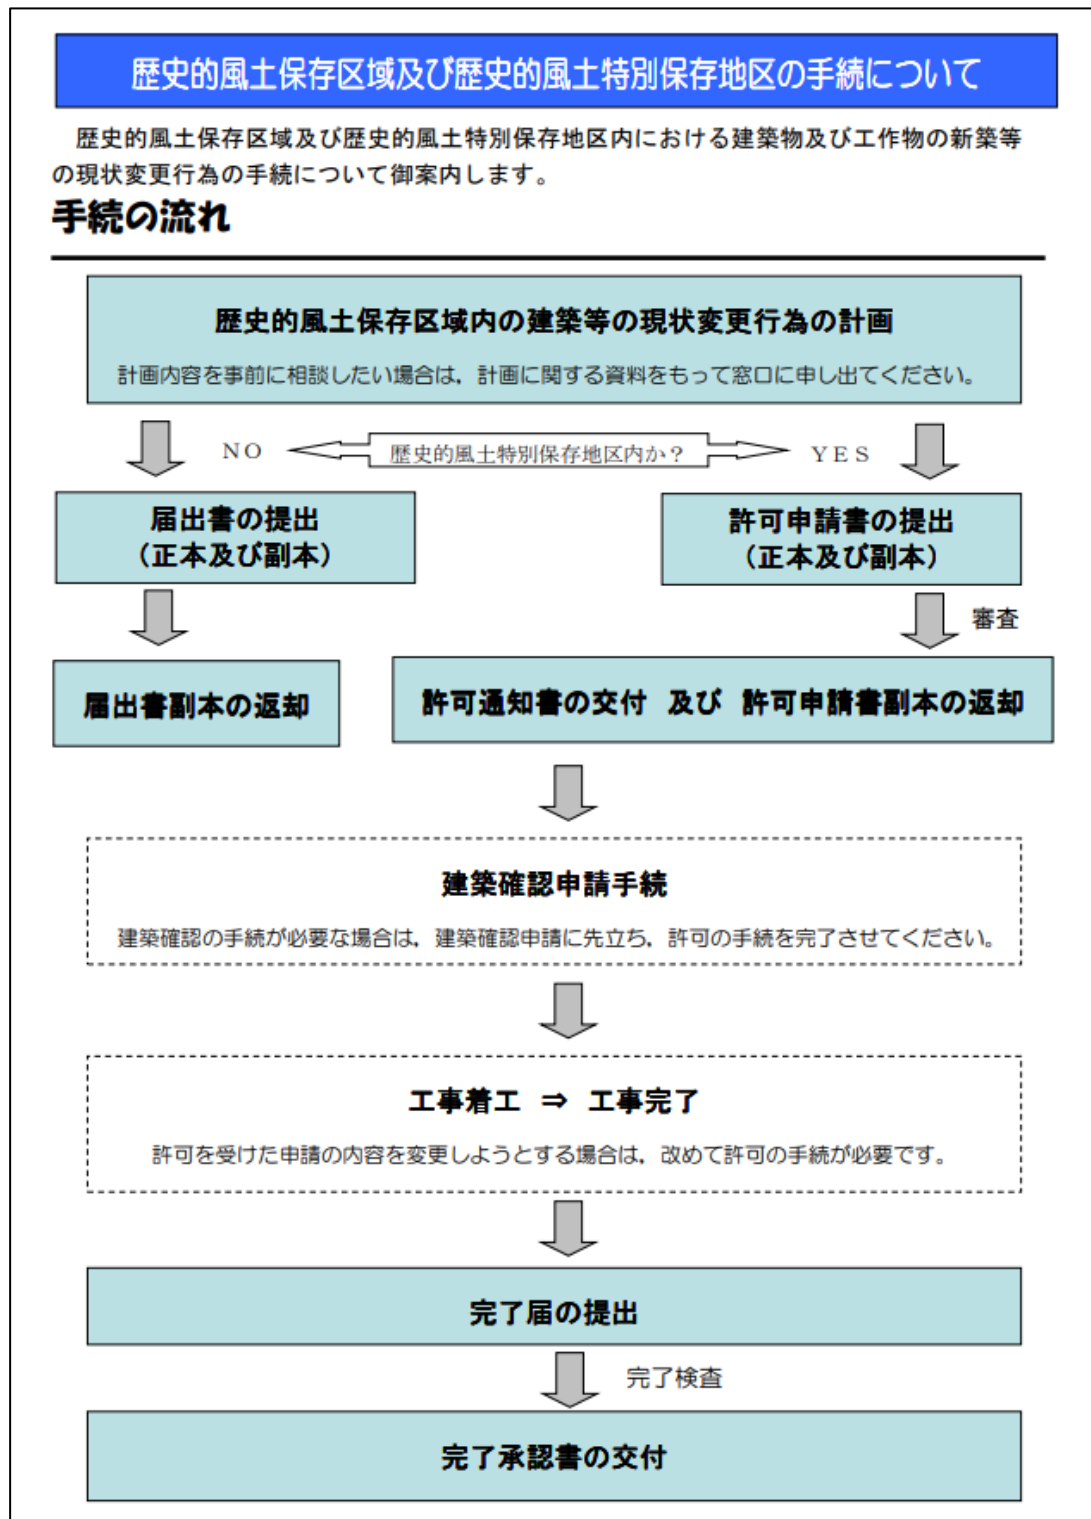 歴史的風土保存区域及び歴史的風土特別保存地区の手続について
歴史的風土保存区域及び歴史的風土特別保存地区内における建築物及び工作物の新築等
の現状変更行為の手続について御案内します。
手続の流れ
歴史的風土保存区域内の建築等の現状変更行為の計画
計画内容を事前に相談したい場合は，計画に関する資料をもって窓口に申し出てください。
NO
歴史的風土特別保存地区内か？
YES
届出書の提出
（正本及び副本）
許可申請書の提出
（正本及び副本）
審査
届出書副本の返却
許可通知書の交付 及び 許可申請書副本の返却
建築確認申請手続
建築確認の手続が必要な場合は，建築確認申請に先立ち，許可の手続を完了させてください。
工事着工 ⇒ 工事完了
許可を受けた申請の内容を変更しようとする場合は，改めて許可の手続が必要です。
完了届の提出
完了検査
完了承認書の交付